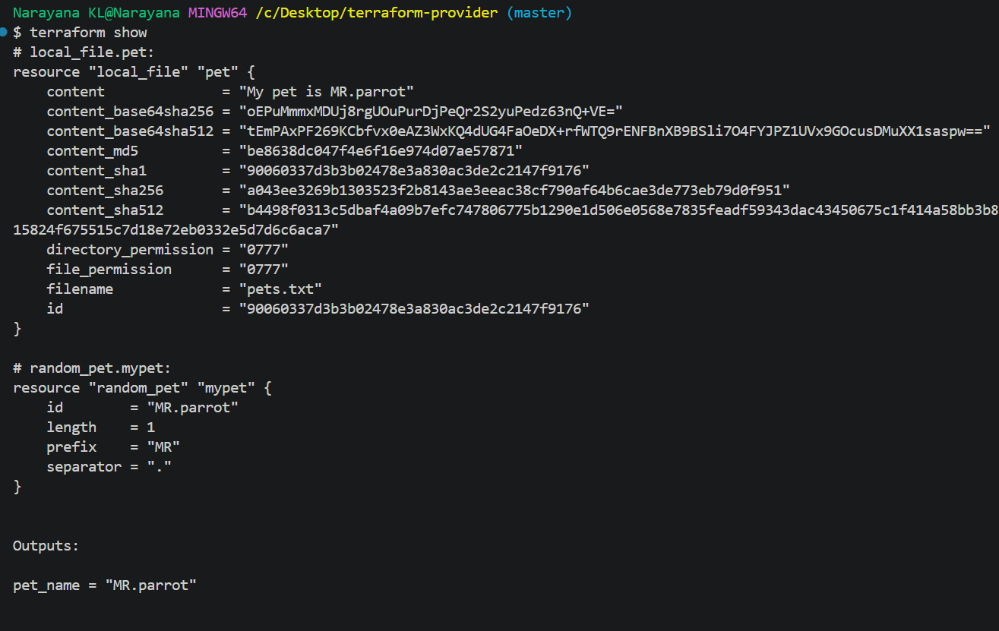 Narayana KL@Narayana MINGW64 /c/Desktop/terraform-provider (master)
$ terraform show
# local_file.pet:
resource "local_file" "pet" {
    content              = "My pet is MR.parrot"
    content_base64sha256 = "oEPuMmmxMDUj8rgUOuPurDjPeQr2S2yuPedz63nQ+VE="
    content_base64sha512 = "tEmPAxPF269KCbfvx0eAZ3WxKQ4dUG4FaOeDX+rfWTQ9rENFBnXB9BSli7O4FYJPZ1UVx9GOcusDMuXX1saspw=="
    content_md5          = "be8638dc047f4e6f16e974d07ae57871"
    content_sha1         = "90060337d3b3b02478e3a830ac3de2c2147f9176"
    content_sha256       = "a043ee3269b1303523f2b8143ae3eeac38cf790af64b6cae3de773eb79d0f951"
    content_sha512       = "b4498f0313c5dbaf4a09b7efc747806775b1290e1d506e0568e7835feadf59343dac43450675c1f414a58bb3b8
15824f675515c7d18e72eb0332e5d7d6c6aca7"
    directory_permission = "0777"
    file_permission      = "0777"
    filename             = "pets.txt"
    id                   = "90060337d3b3b02478e3a830ac3de2c2147f9176"
}
# random_pet.mypet:
resource "random_pet" "mypet" {
    id        = "MR.parrot"
    length    = 1
    prefix    = "MR"
    separator = "."
}
Outputs:
pet_name = "MR.parrot"